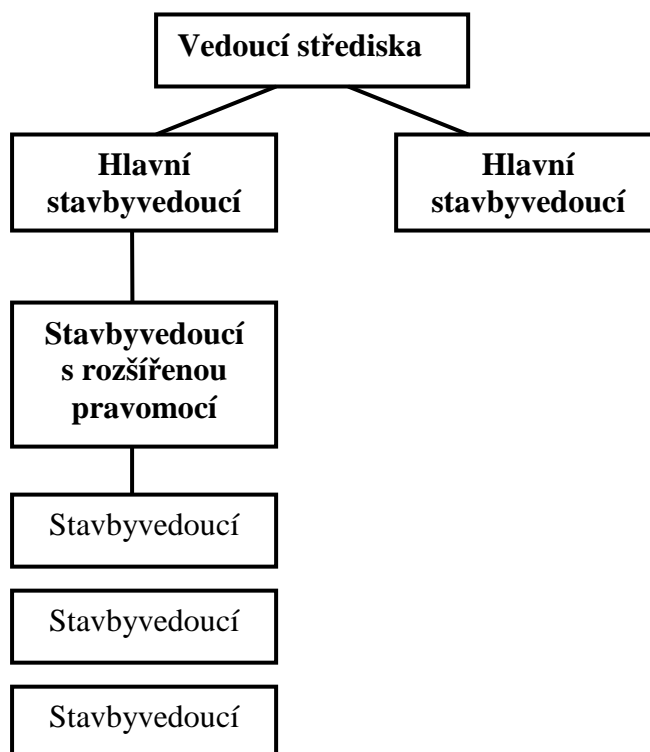 Vedoucí střediska
Hlavní
stavbyvedoucí
Hlavní
stavbyvedoucí
Stavbyvedoucí
s rozšířenou
pravomocí
Stavbyvedoucí
Stavbyvedoucí
Stavbyvedoucí